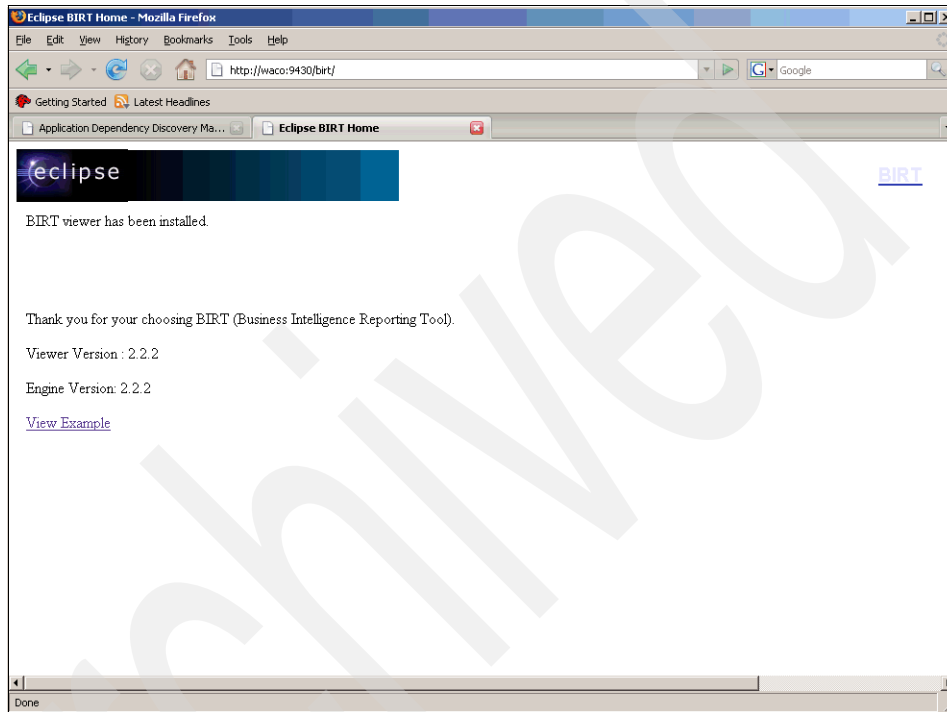 Eclipse BIRT Home - Mozilla Firefox
File Edit View History Bookmarks Tools Help
http://waco:9430/birt/
G Google
Getting Started Latest Headlines
Application Dependency Discovery Ma... Eclipse BIRT Home
eclipse
BIRT
BIRT viewer has been installed.
Thank you for your choosing BIRT (Business Intelligence Reporting Tool).
Viewer Version : 2.2.2
Engine Version: 2.2.2
View Example
Done
chived